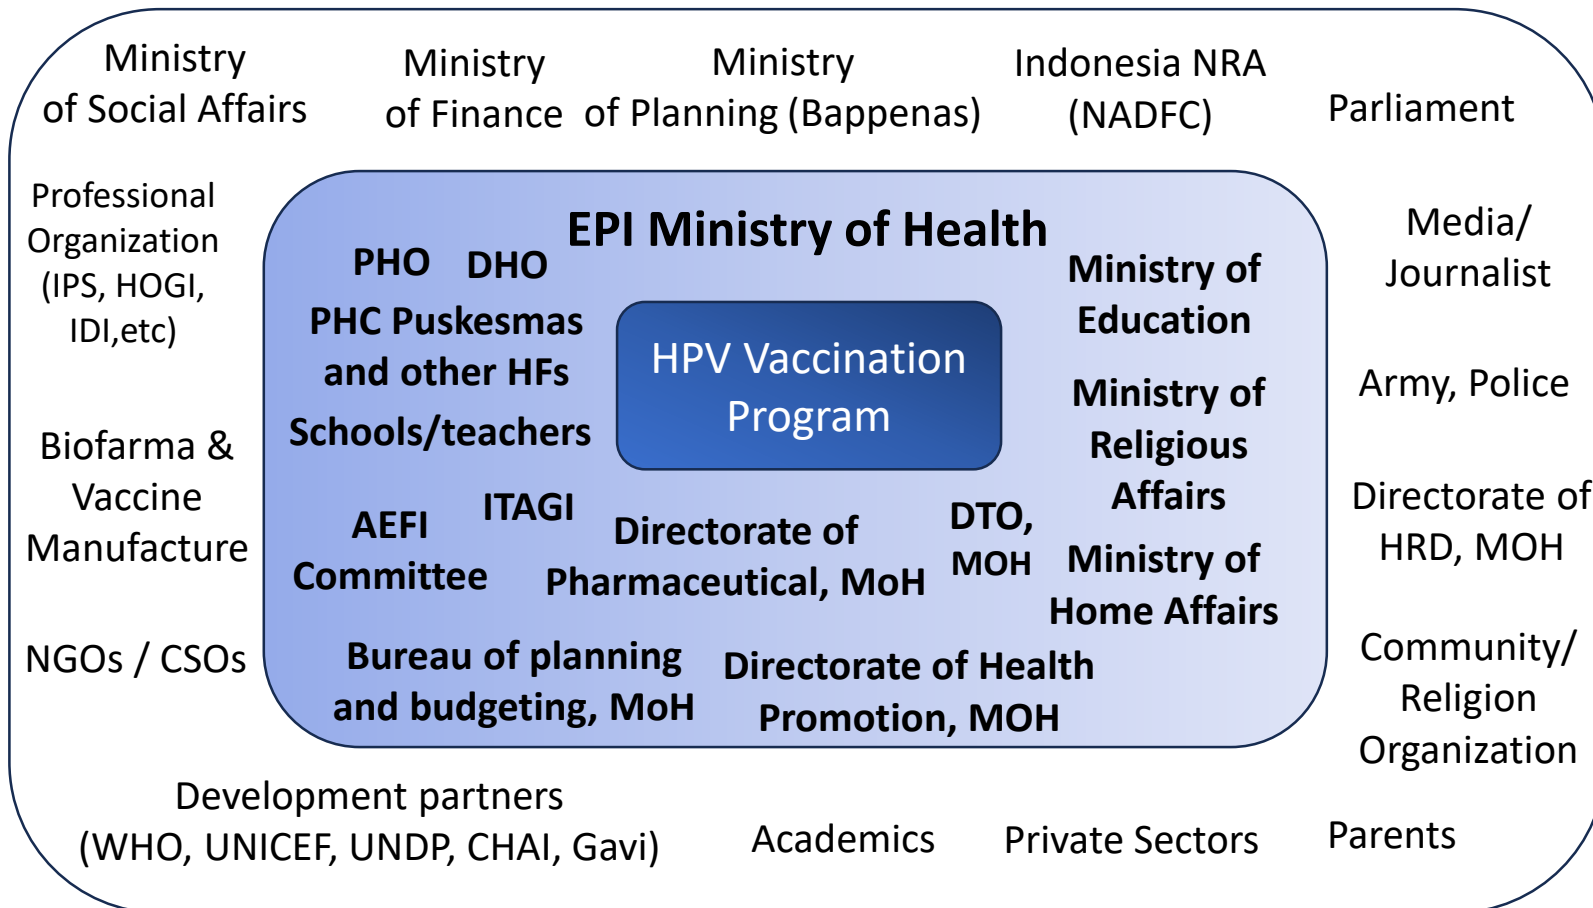 Ministry
of Social Affairs
Ministry
of Finance
Ministry
of Planning (Bappenas)
Indonesia NRA
(NADFC)
Parliament
Professional
Organization
(IPS, HOGI,
IDI,etc)
Biofarma &
Vaccine
Manufacture
NGOs / CSOs
EPI Ministry of Health
PHO
DHO
PHC Puskesmas
and other HFs
Schools/teachers
HPV Vaccination
Program
Ministry of
Education
Ministry of
Religious
Affairs
AEFI
Committee
ITAGI
Directorate of
Pharmaceutical, MoH
DTO,
MOH
Ministry of
Home Affairs
Bureau of planning
and budgeting, MoH
Directorate of Health
Promotion, MOH
Media/
Journalist
Army, Police
Directorate of
HRD, MOH
Community/
Religion
Organization
Development partners
(WHO, UNICEF, UNDP, CHAI, Gavi)
Academics
Private Sectors
Parents